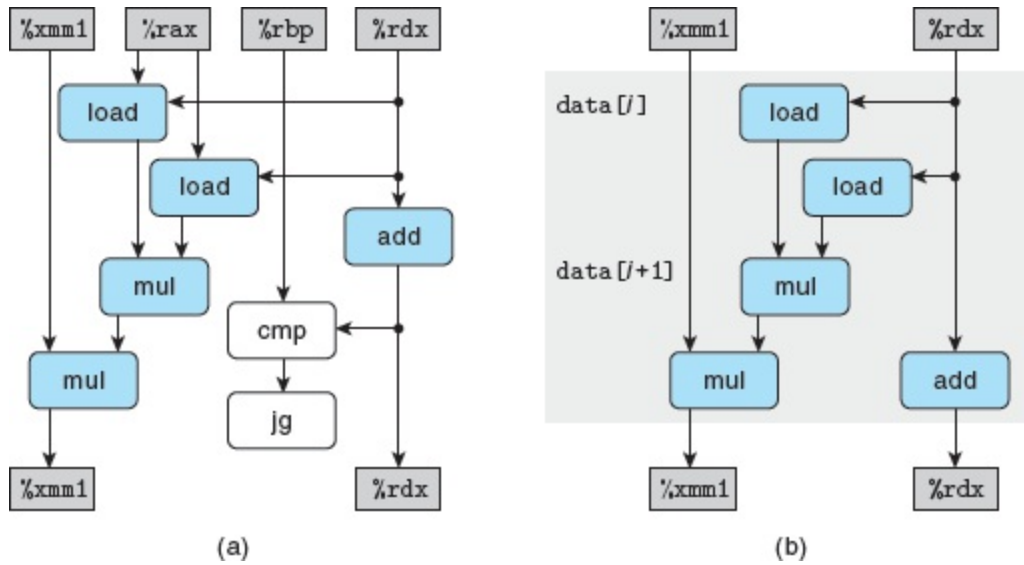 %xmm1 %rax %rbp %rdx
load
load
add
mul
cmp
mul
jg
%xmm1 %rdx
(a)
%xmm1 %rdx
data[i]
load
load
data[i+1]
mul
mul
add
%xmm1 %rdx
(b)